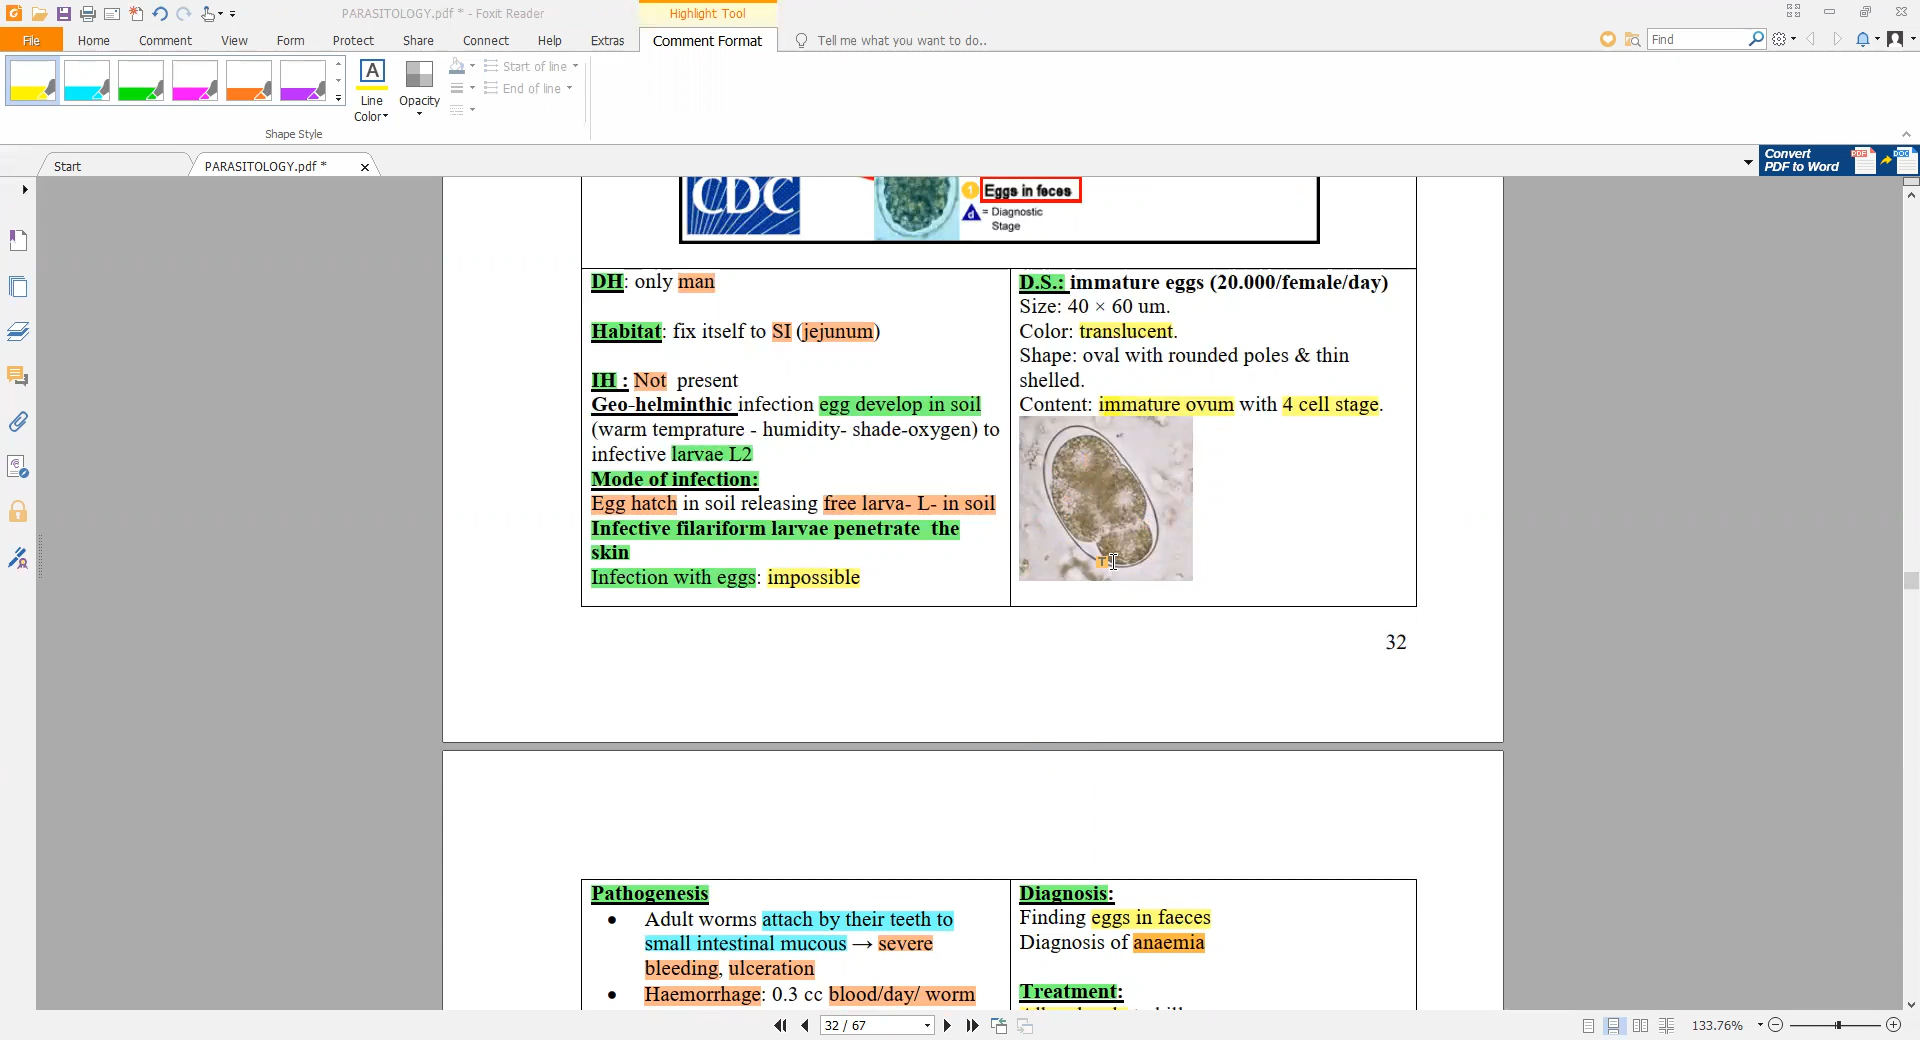 PARASITOLOGY.pdf * - Foxit Reader
Highlight Tool
File
Home
Comment
View
Form
Protect
Share
Connect
Help
Extras
Comment Format
Tell me what you want to do..
Find
A
Line
Color
Opacity
Start of line
End of line
Shape Style
Start
PARASITOLOGY.pdf *
Convert
PDF to Word
PDF
DOC
CDC
1 Eggs in feces
d = Diagnostic
Stage
DH: only man
Habitat: fix itself to SI (jejunum)
IH : Not present
Geo-helminthic infection egg develop in soil
(warm temprature - humidity- shade-oxygen) to
infective larvae L2
Mode of infection:
Egg hatch in soil releasing free larva- L- in soil
Infective filariform larvae penetrate the
skin
Infection with eggs: impossible
D.S.: immature eggs (20.000/female/day)
Size: 40 × 60 um.
Color: translucent.
Shape: oval with rounded poles & thin
shelled.
Content: immature ovum with 4 cell stage.
T
32
Pathogenesis
• Adult worms attach by their teeth to
small intestinal mucous → severe
bleeding, ulceration
• Haemorrhage: 0.3 cc blood/day/ worm
Diagnosis:
Finding eggs in faeces
Diagnosis of anaemia
Treatment:
32 / 67
133.76%